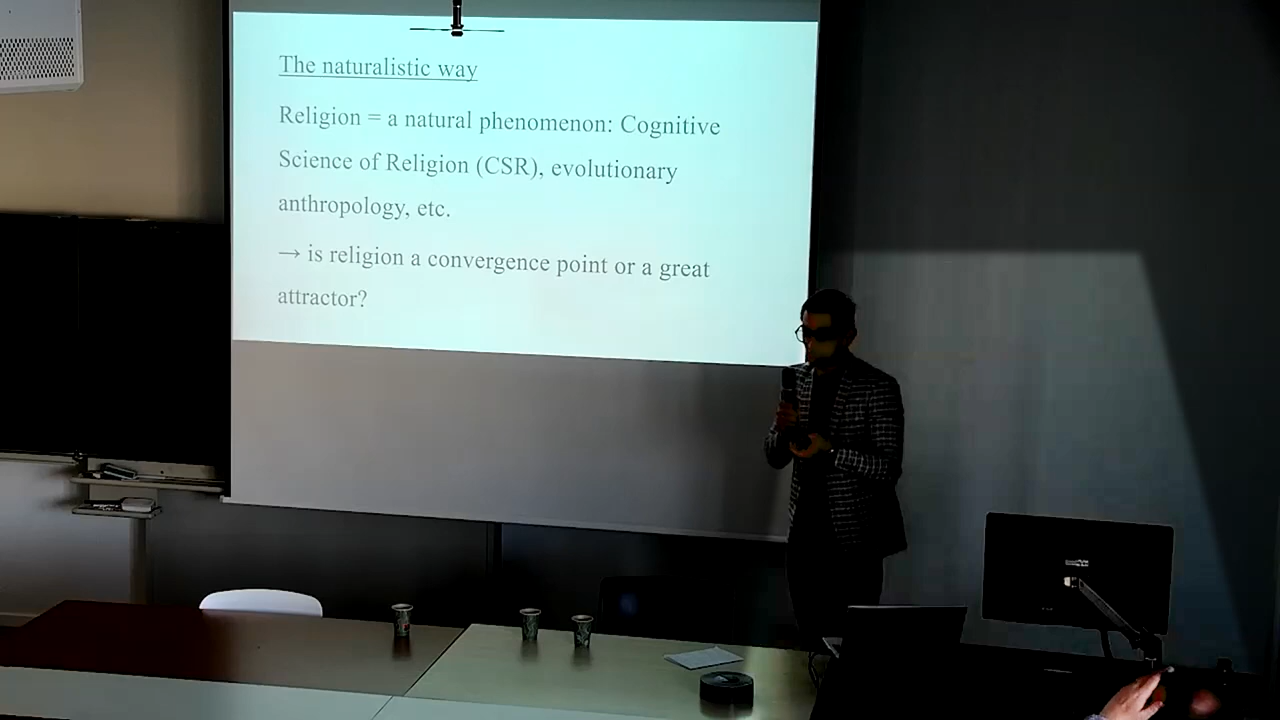 The naturalistic way
Religion = a natural phenomenon: Cognitive
Science of Religion (CSR), evolutionary
anthropology, etc.
→ is religion a convergence point or a great
attractor?